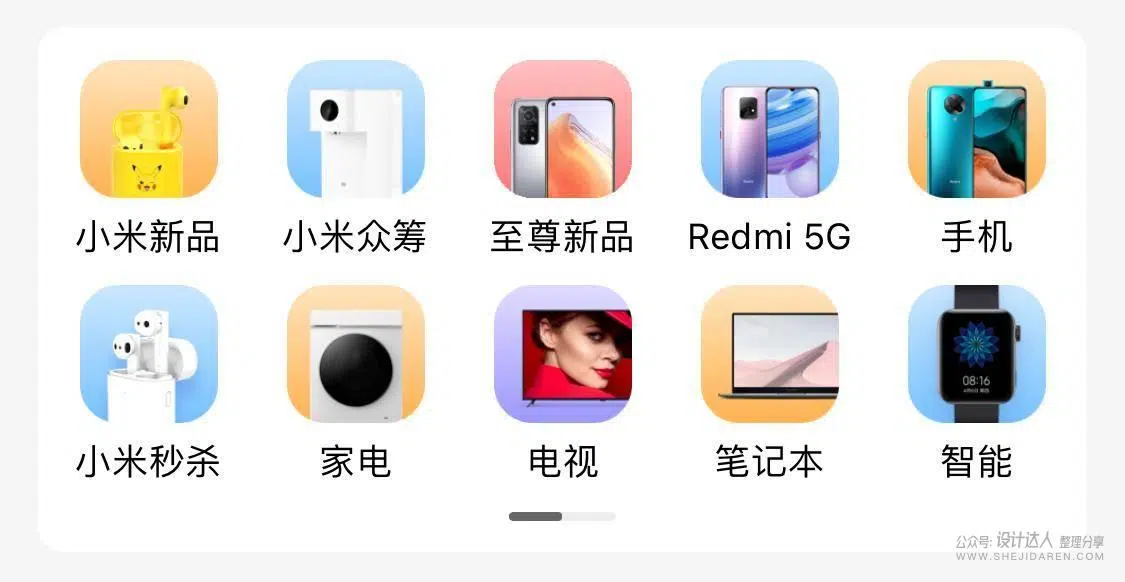 小米新品
小米众筹
至尊新品
Redmi 5G
手机
08:16
小米秒杀
家电
电视
笔记本
智能
公众号: 设计达人 整理分享
WWW.SHEJIDAREN.COM